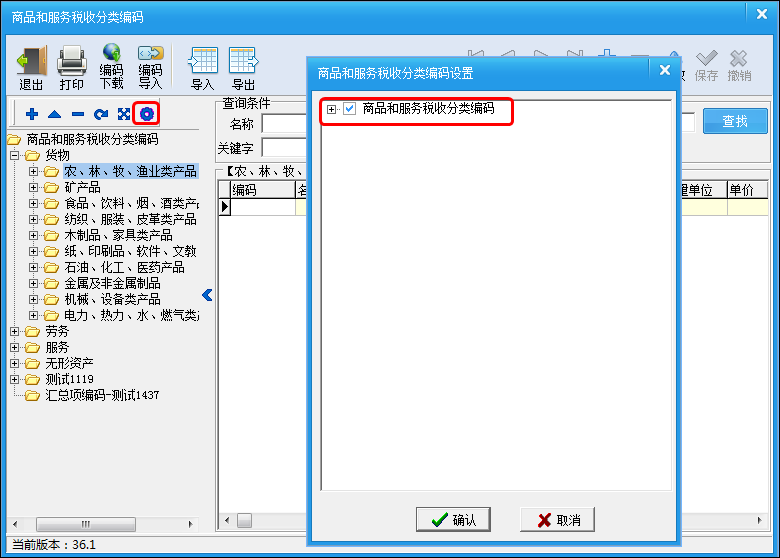 商品和服务税收分类编码
退出 打印 编码下载 编码导入 导入 导出 保存 撤销
商品和服务税收分类编码
货物
农、林、牧、渔业类产品
矿产品
食品、饮料、烟、酒类产
纺织、服装、皮革类产品
木制品、家具类产品
纸、印刷品、软件、文教
石油、化工、医药产品
金属及非金属制品
机械、设备类产品
电力、热力、水、燃气类产
劳务
服务
无形资产
测试1119
汇总项编码-测试1437
查询条件
名称
关键字
查找
【农、林、牧、
编码 单位 单价
商品和服务税收分类编码设置
商品和服务税收分类编码
确认 取消
当前版本：36.1